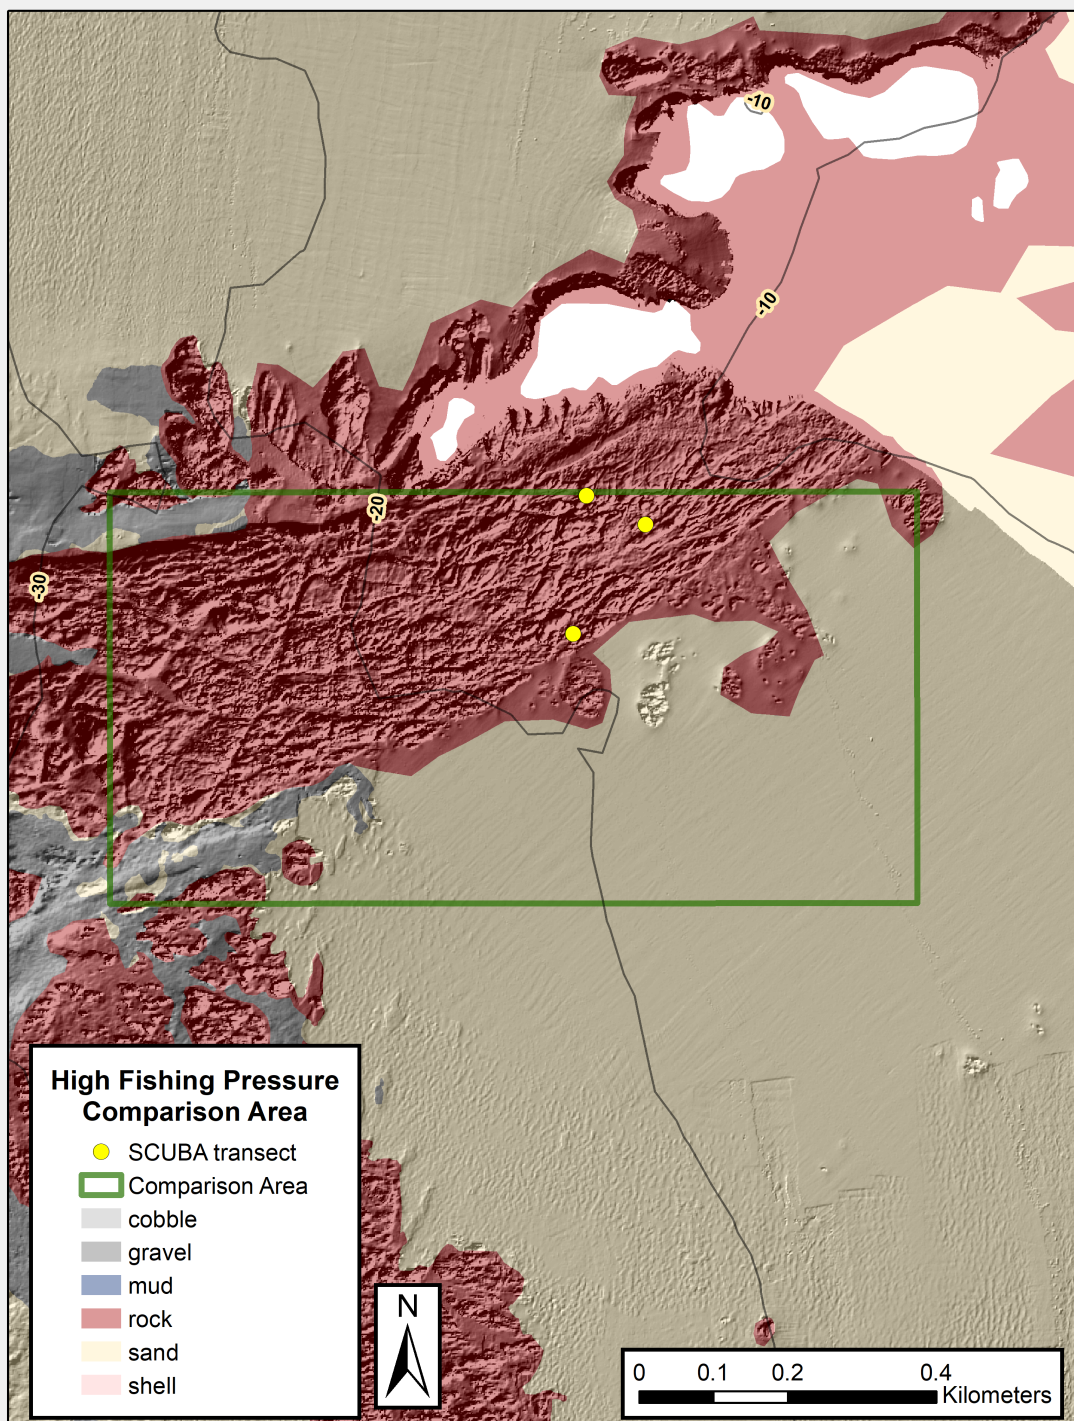 -10
-10
-20
-30
High Fishing Pressure
Comparison Area
SCUBA transect
Comparison Area
cobble
gravel
mud
rock
sand
shell
N
0 0.1 0.2 0.4
Kilometers